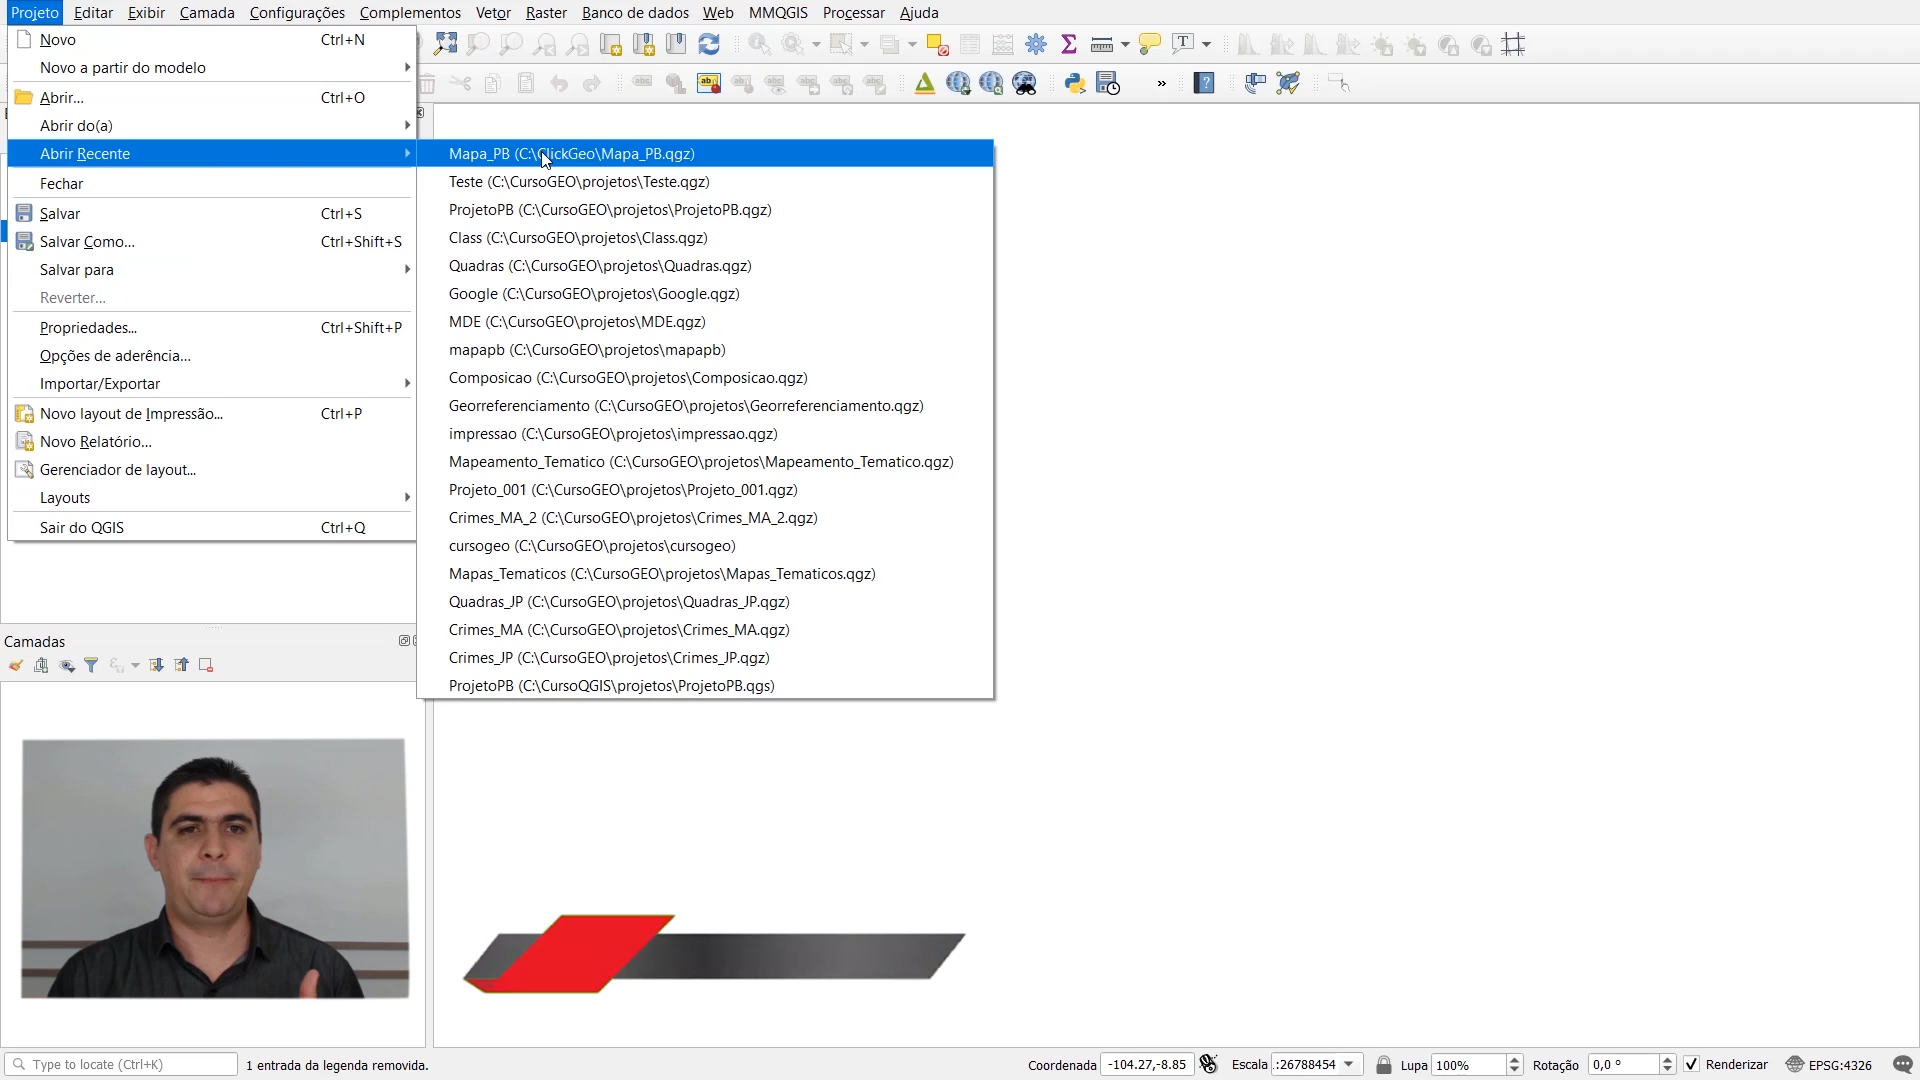 Projeto Editar Exibir Camada Configurações Complementos Vetor Raster Banco de dados Web MMQGIS Processar Ajuda
Novo Ctrl+N
Novo a partir do modelo
Abrir... Ctrl+O
Abrir do(a)
Abrir Recente
Fechar
Salvar Ctrl+S
Salvar Como... Ctrl+Shift+S
Salvar para
Reverter...
Propriedades... Ctrl+Shift+P
Opções de aderência...
Importar/Exportar
Novo layout de Impressão... Ctrl+P
Novo Relatório...
Gerenciador de layout...
Layouts
Sair do QGIS Ctrl+Q
Mapa_PB (C:\ClickGeo\Mapa_PB.qgz)
Teste (C:\CursoGEO\projetos\Teste.qgz)
ProjetoPB (C:\CursoGEO\projetos\ProjetoPB.qgz)
Class (C:\CursoGEO\projetos\Class.qgz)
Quadras (C:\CursoGEO\projetos\Quadras.qgz)
Google (C:\CursoGEO\projetos\Google.qgz)
MDE (C:\CursoGEO\projetos\MDE.qgz)
mapapb (C:\CursoGEO\projetos\mapapb)
Composicao (C:\CursoGEO\projetos\Composicao.qgz)
Georreferenciamento (C:\CursoGEO\projetos\Georreferenciamento.qgz)
impressao (C:\CursoGEO\projetos\impressao.qgz)
Mapeamento_Tematico (C:\CursoGEO\projetos\Mapeamento_Tematico.qgz)
Projeto_001 (C:\CursoGEO\projetos\Projeto_001.qgz)
Crimes_MA_2 (C:\CursoGEO\projetos\Crimes_MA_2.qgz)
cursogeo (C:\CursoGEO\projetos\cursogeo)
Mapas_Tematicos (C:\CursoGEO\projetos\Mapas_Tematicos.qgz)
Quadras_JP (C:\CursoGEO\projetos\Quadras_JP.qgz)
Crimes_MA (C:\CursoGEO\projetos\Crimes_MA.qgz)
Crimes_JP (C:\CursoGEO\projetos\Crimes_JP.qgz)
ProjetoPB (C:\CursoQGIS\projetos\ProjetoPB.qgs)
Camadas
Type to locate (Ctrl+K) 1 entrada da legenda removida. Coordenada -104.27,-8.85 Escala :26788454 Lupa 100% Rotação 0,0 ° Renderizar EPSG:4326